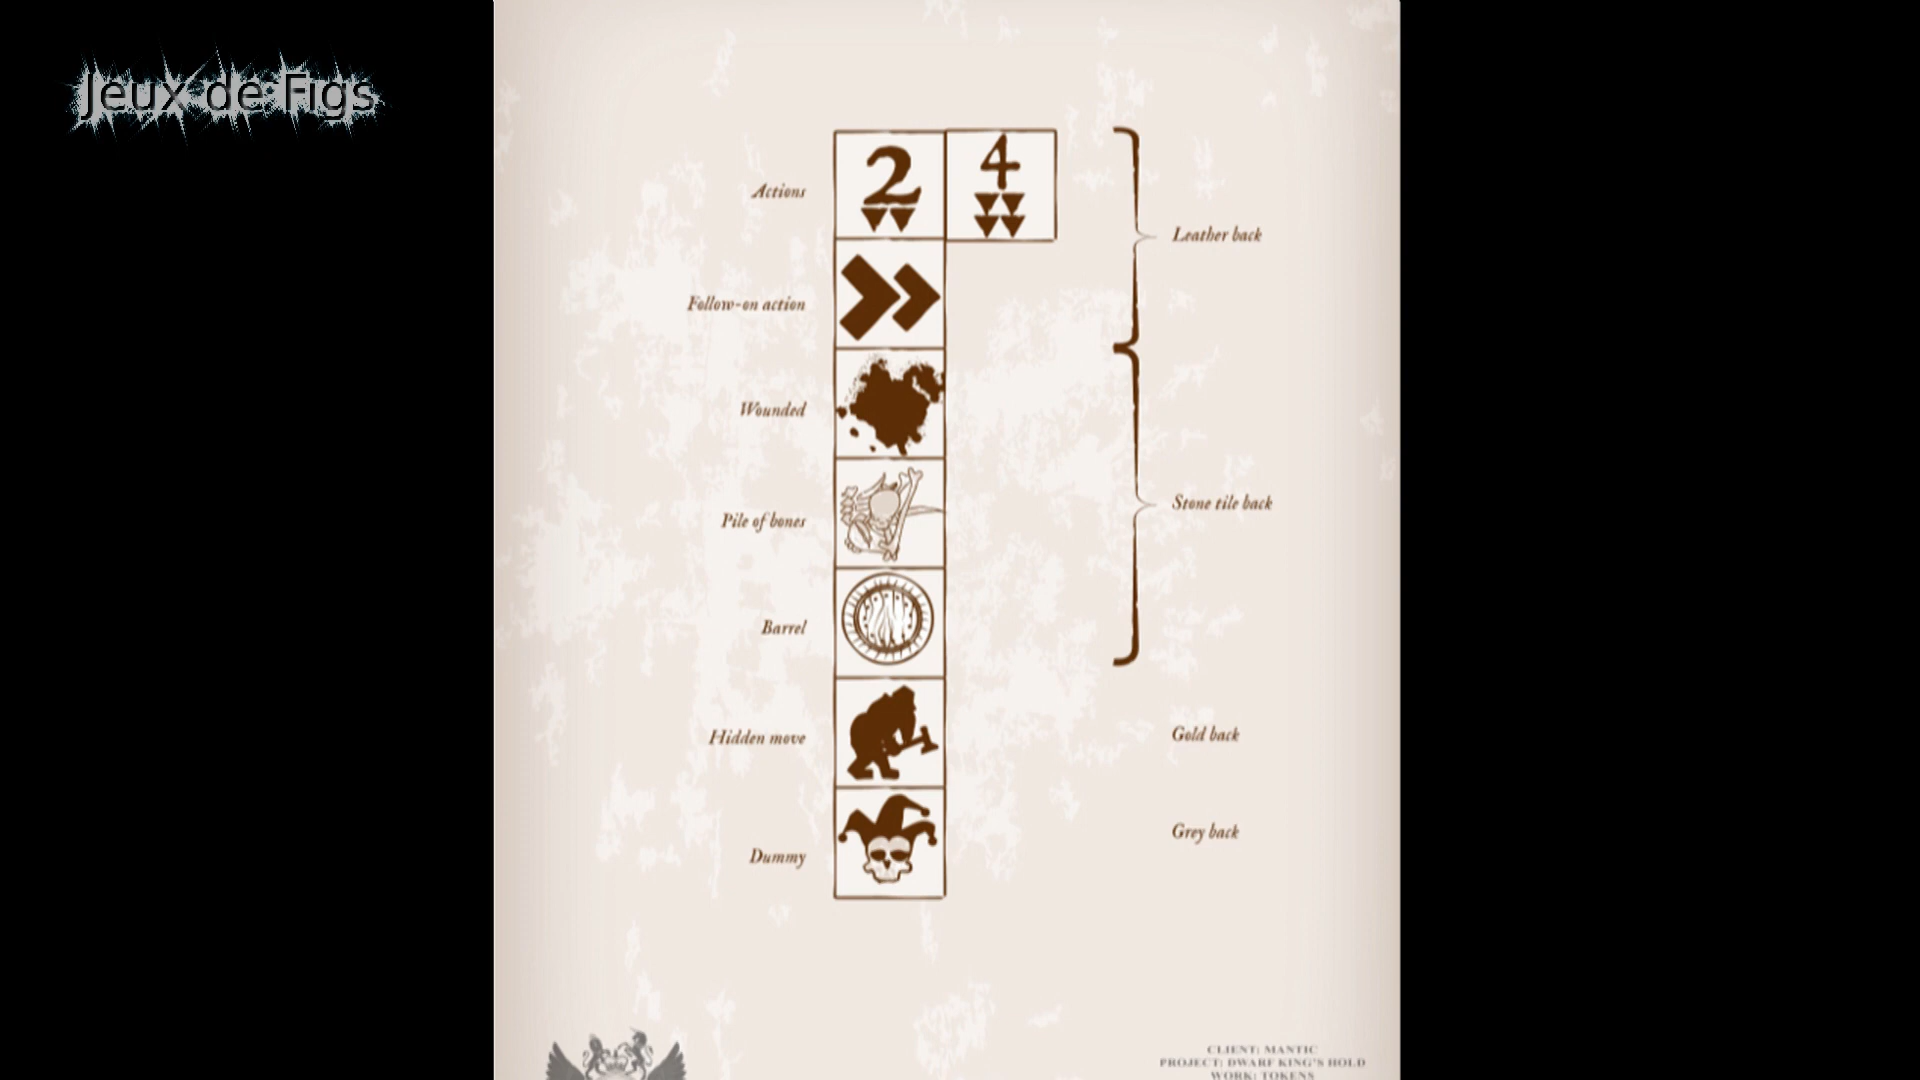 Jeux de Figs
Actions
2
4
Leather back
Follow-on action
Wounded
Pile of bones
Stone tile back
Barrel
Hidden move
Gold back
Grey back
Dummy
CLIENT: MANTIC
PROJECT: DWARF KING'S HOLD
WORK: TOKENS